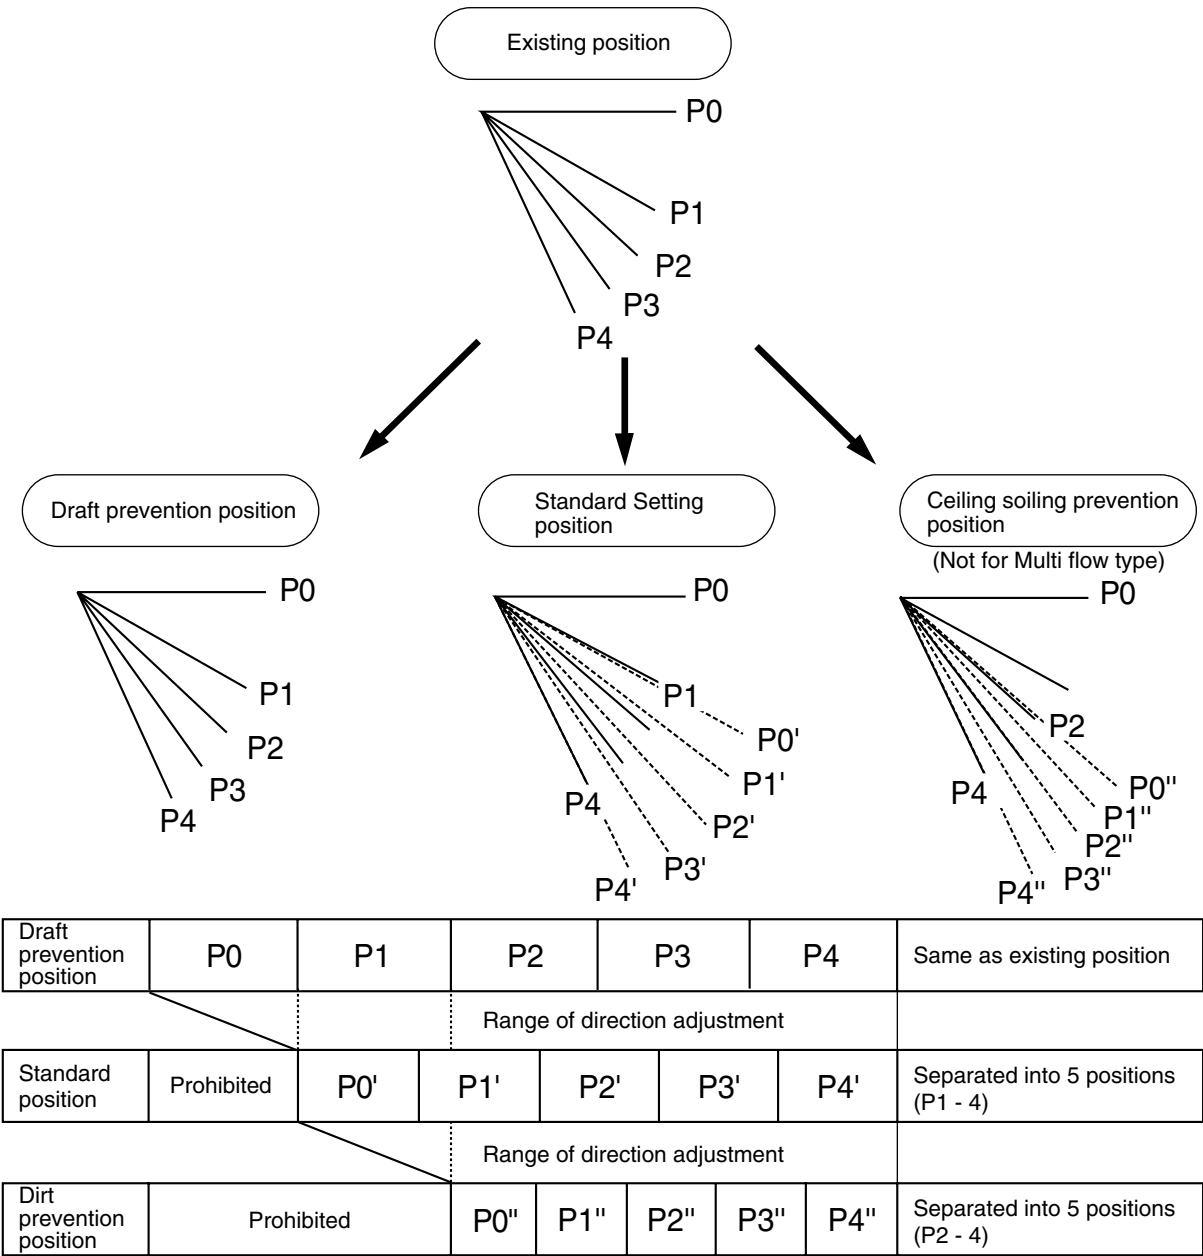 Existing position
P0
P1
P2
P3
P4
Draft prevention position
P0
P1
P2
P3
P4
Standard Setting
position
P0
P1
P0'
P1'
P4
P2'
P3'
P4'
Ceiling soiling prevention
position
(Not for Multi flow type)
P0
P2
P4
P0"
P1"
P2"
P3"
P4"
Draft
prevention
position
P0
P1
P2
P3
P4
Same as existing position
Range of direction adjustment
Standard
position
Prohibited
P0'
P1'
P2'
P3'
P4'
Separated into 5 positions
(P1 - 4)
Range of direction adjustment
Dirt
prevention
position
Prohibited
P0"
P1"
P2"
P3"
P4"
Separated into 5 positions
(P2 - 4)